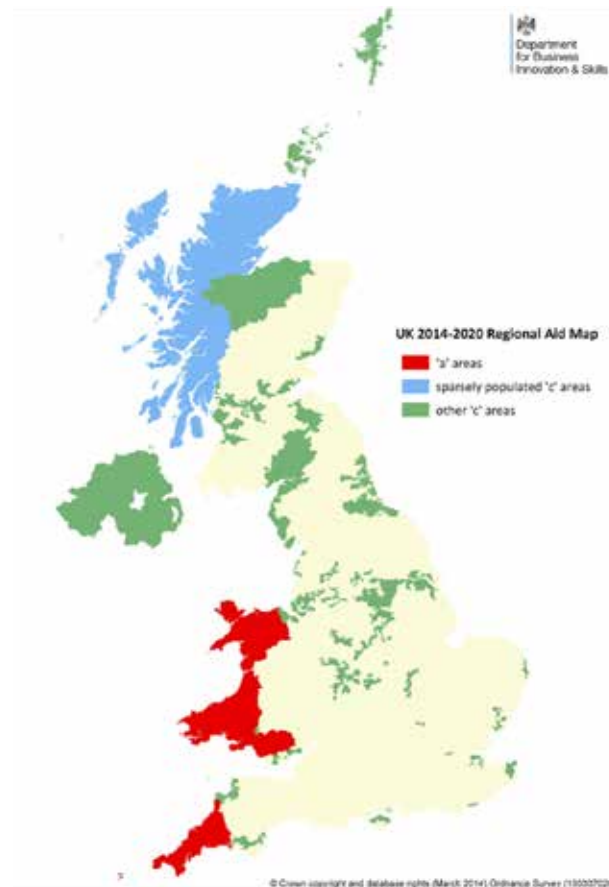 Department
for Business
Innovation & Skills
UK 2014-2020 Regional Aid Map
'a' areas
sparsely populated 'c' areas
other 'c' areas
© Crown copyright and database rights (March 2014) Ordnance Survey